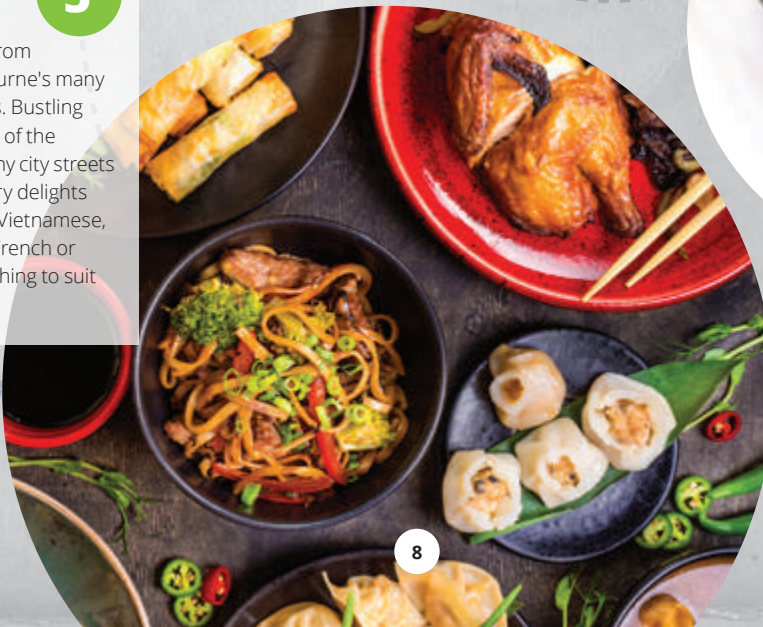 rom
urne's many
s. Bustling
of the
ny city streets
ry delights
Vietnamese,
rench or
hing to suit
8